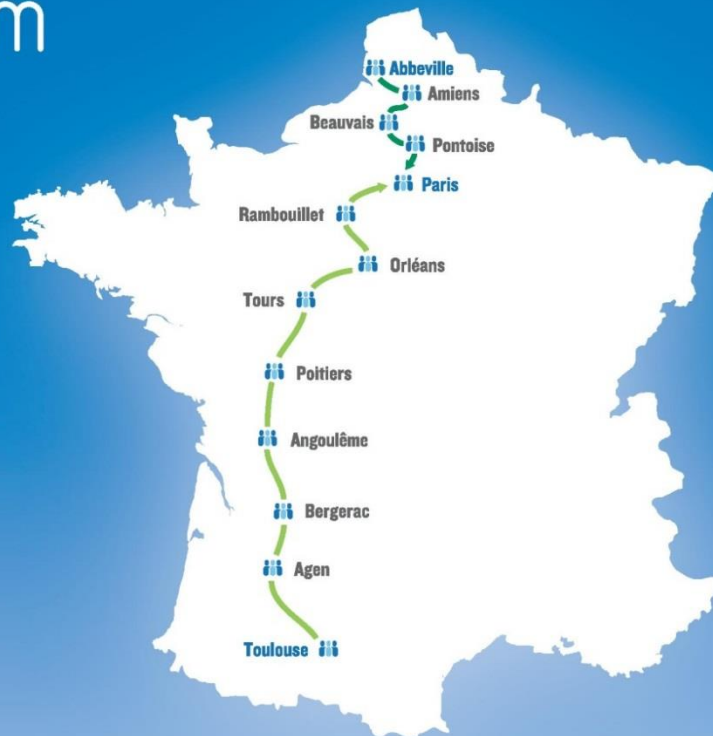 m
Abbeville
Amiens
Beauvais
Pontoise
Paris
Rambouillet
Orléans
Tours
Poitiers
Angoulême
Bergerac
Agen
Toulouse